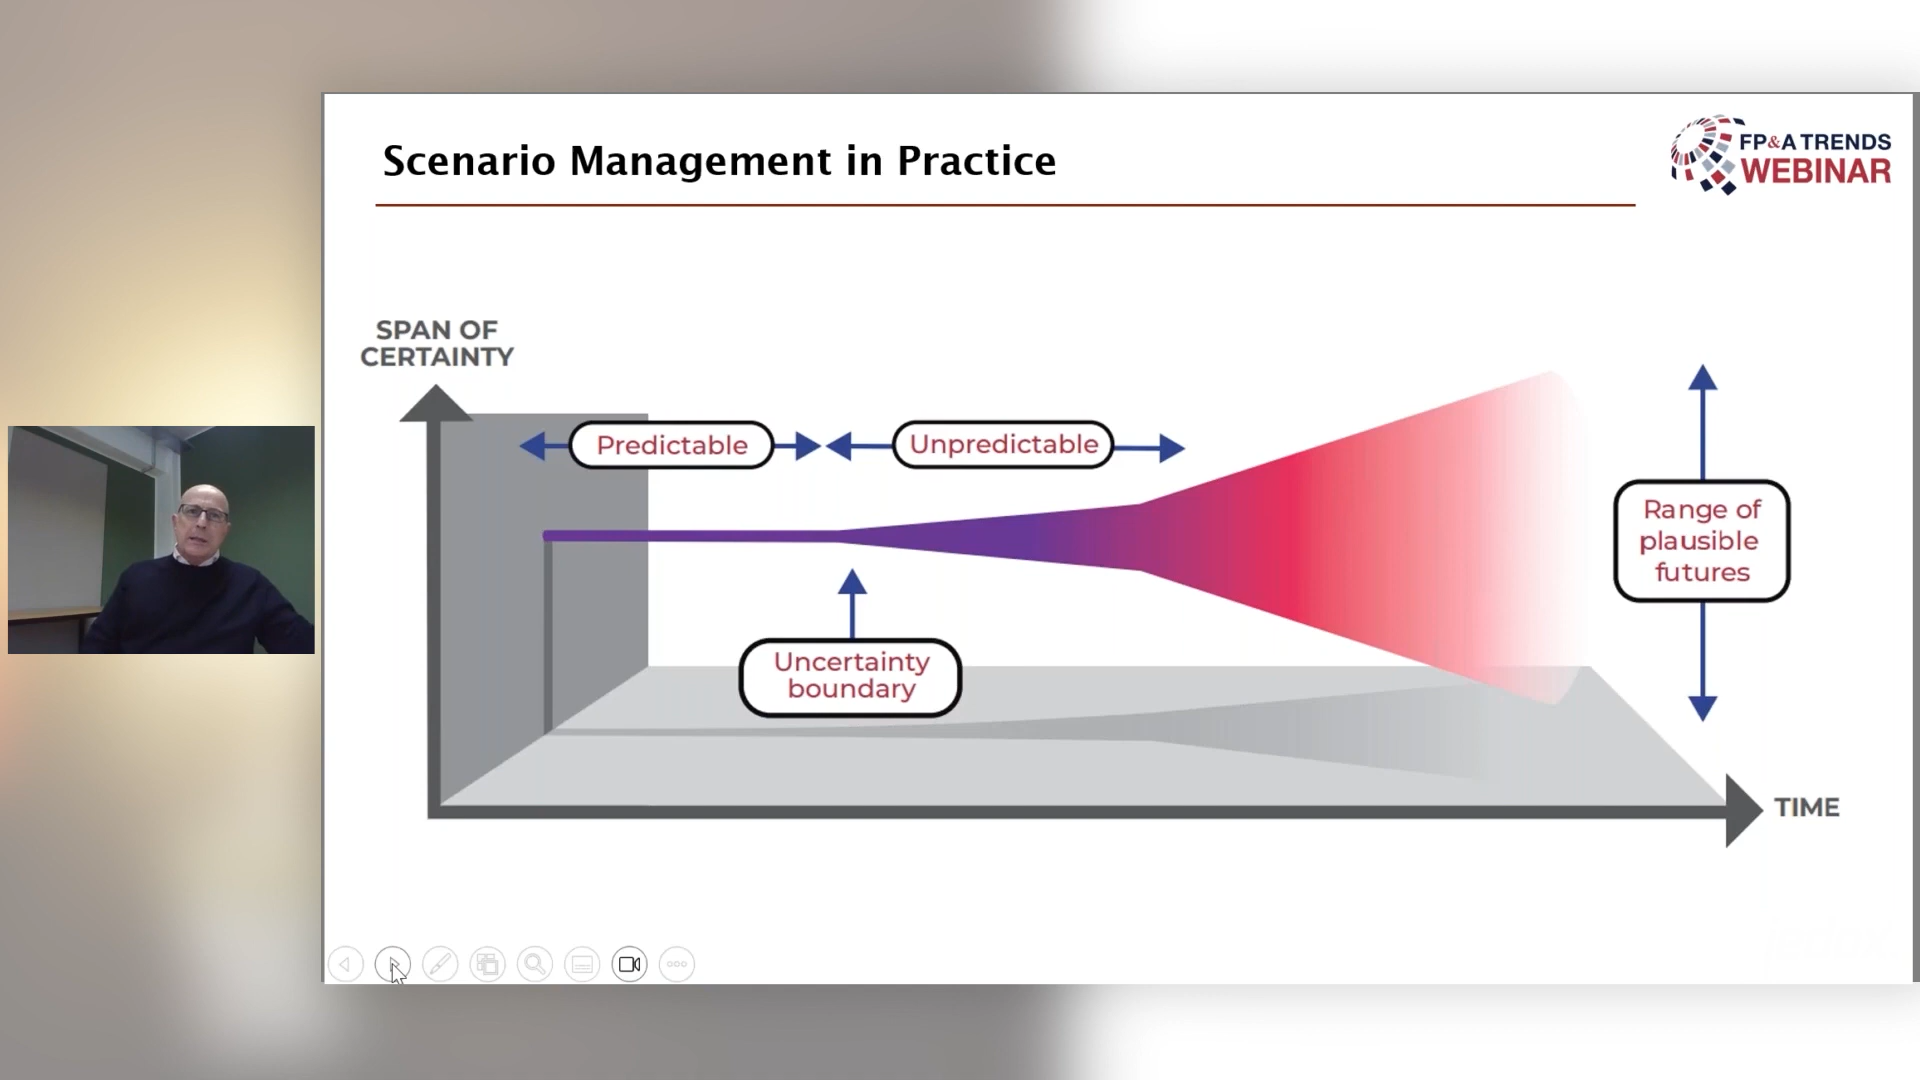 Scenario Management in Practice
FP&A TRENDS
WEBINAR
SPAN OF
CERTAINTY
Predictable
Unpredictable
Range of
plausible
futures
Uncertainty
boundary
TIME